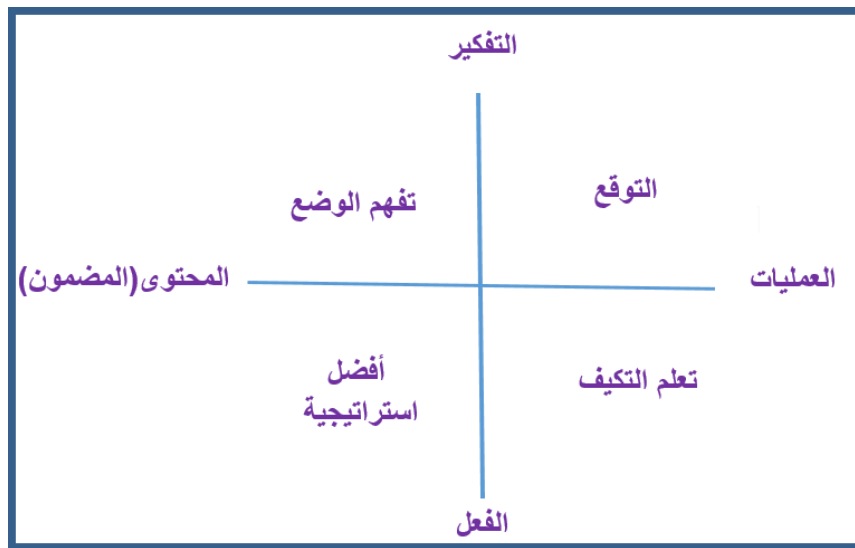 التفكير
التوقع
تفهم الوضع
العمليات
المحتوى(المضمون)
تعلم التكيف
أفضل
استراتيجية
الفعل